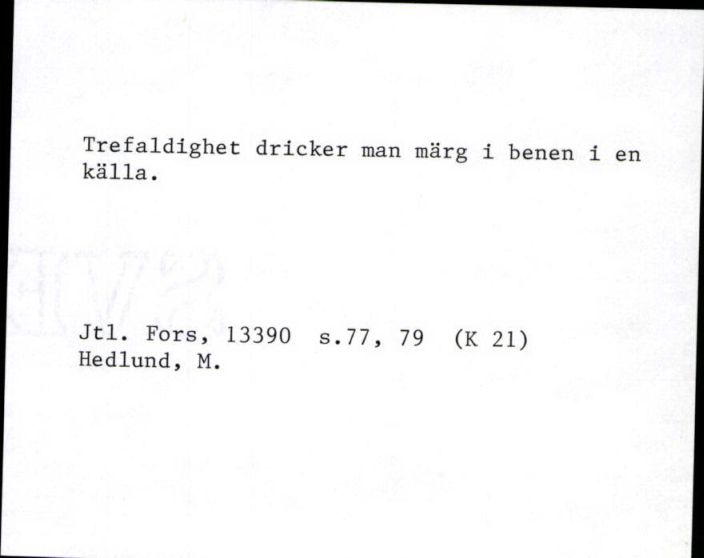 Trefaldighet dricker man märg i benen i en
källa.
Jtl. Fors, 13390 s.77, 79 (K 21)
Hedlund, M.